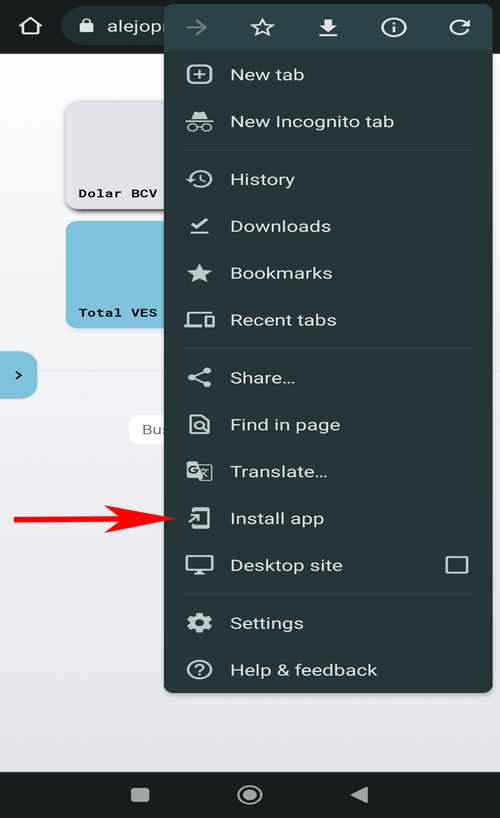 alejop
New tab
New Incognito tab
Dolar BCV
History
Downloads
Bookmarks
Total VES
Recent tabs
Share...
Find in page
Translate...
Install app
Desktop site
Settings
Help & feedback